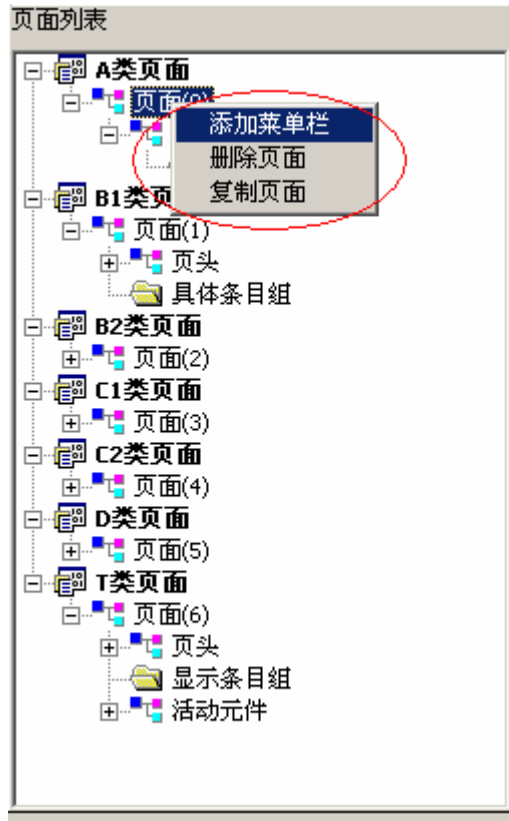 页面列表
A类页面
页面(0)
添加菜单栏
删除页面
B1类页
复制页面
页面(1)
页头
具体条目组
B2类页面
页面(2)
C1类页面
页面(3)
C2类页面
页面(4)
D类页面
页面(5)
T类页面
页面(6)
页头
显示条目组
活动元件